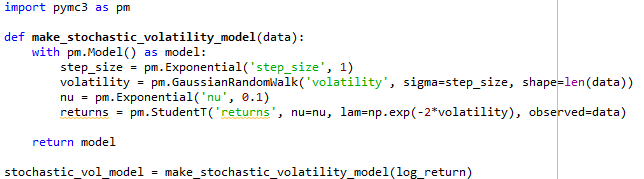 import pymc3 as pm
def make_stochastic_volatility_model(data):
with pm.Model() as model:
step_size = pm.Exponential('step_size', 1)
volatility = pm.GaussianRandomWalk('volatility', sigma=step_size, shape=len(data))
nu = pm.Exponential('nu', 0.1)
returns = pm.StudentT('returns', nu=nu, lam=np.exp(-2*volatility), observed=data)
return model
stochastic_vol_model = make_stochastic_volatility_model(log_return)